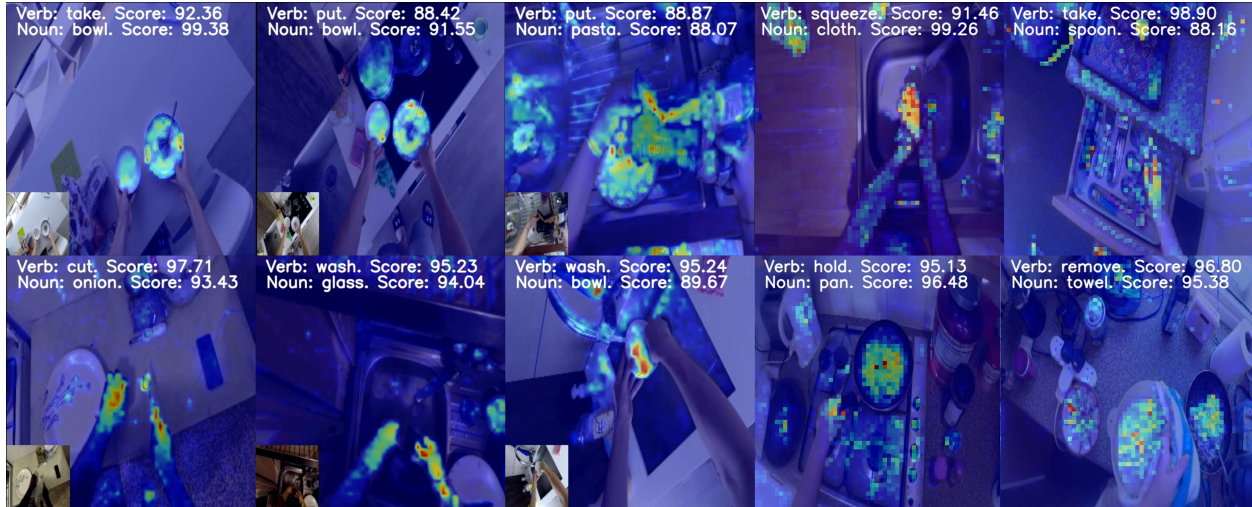 Verb: take. Score: 92.36
Noun: bowl. Score: 99.38
Verb: put. Score: 88.42
Noun: bowl. Score: 91.55
Verb: put. Score: 88.87
Noun: pasta. Score: 88.07
Verb: squeeze. Score: 91.46
Noun: cloth. Score: 99.26
Verb: take. Score: 98.90
Noun: spoon. Score: 88.16
Verb: cut. Score: 97.71
Noun: onion. Score: 93.43
Verb: wash. Score: 95.23
Noun: glass. Score: 94.04
Verb: wash. Score: 95.24
Noun: bowl. Score: 89.67
Verb: hold. Score: 95.13
Noun: pan. Score: 96.48
Verb: remove. Score: 96.80
Noun: towel. Score: 95.38